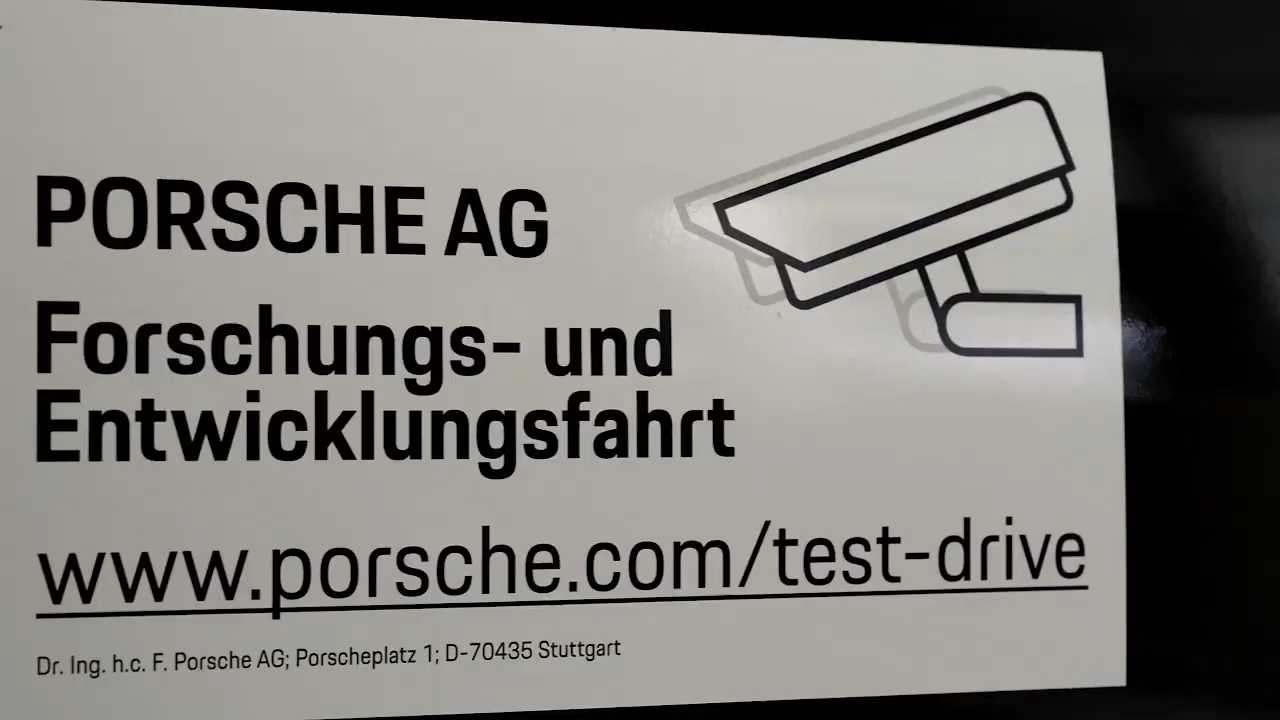 PORSCHE AG
Forschungs- und
Entwicklungsfahrt
www.porsche.com/test-drive
Dr. Ing. h.c. F. Porsche AG; Porscheplatz 1; D-70435 Stuttgart